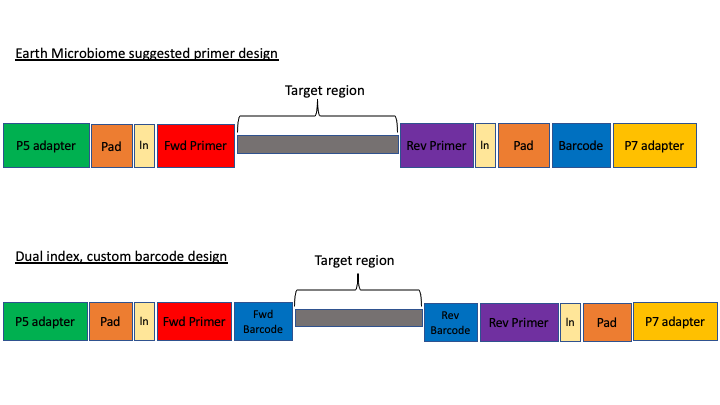 Earth Microbiome suggested primer design
Target region
P5 adapter Pad In Fwd Primer Rev Primer In Pad Barcode P7 adapter
Dual index, custom barcode design
Target region
P5 adapter Pad In Fwd Primer Fwd Barcode Rev Barcode Rev Primer In Pad P7 adapter